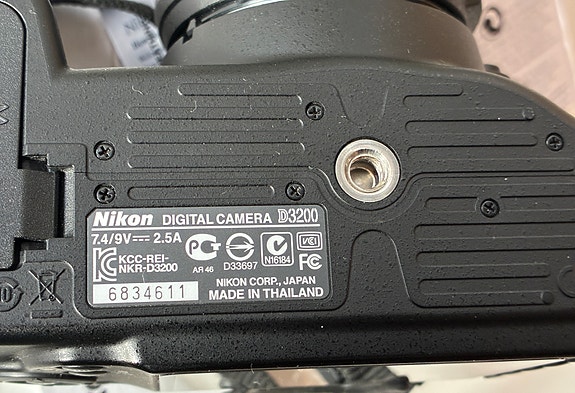 Nikon DIGITAL CAMERA D3200
7.4/9V⎓ 2.5A
KCC-REI-
NKR-D3200
AR 46
D33697
N16184
VCI
FC
NIKON CORP., JAPAN
6834611
MADE IN THAILAND